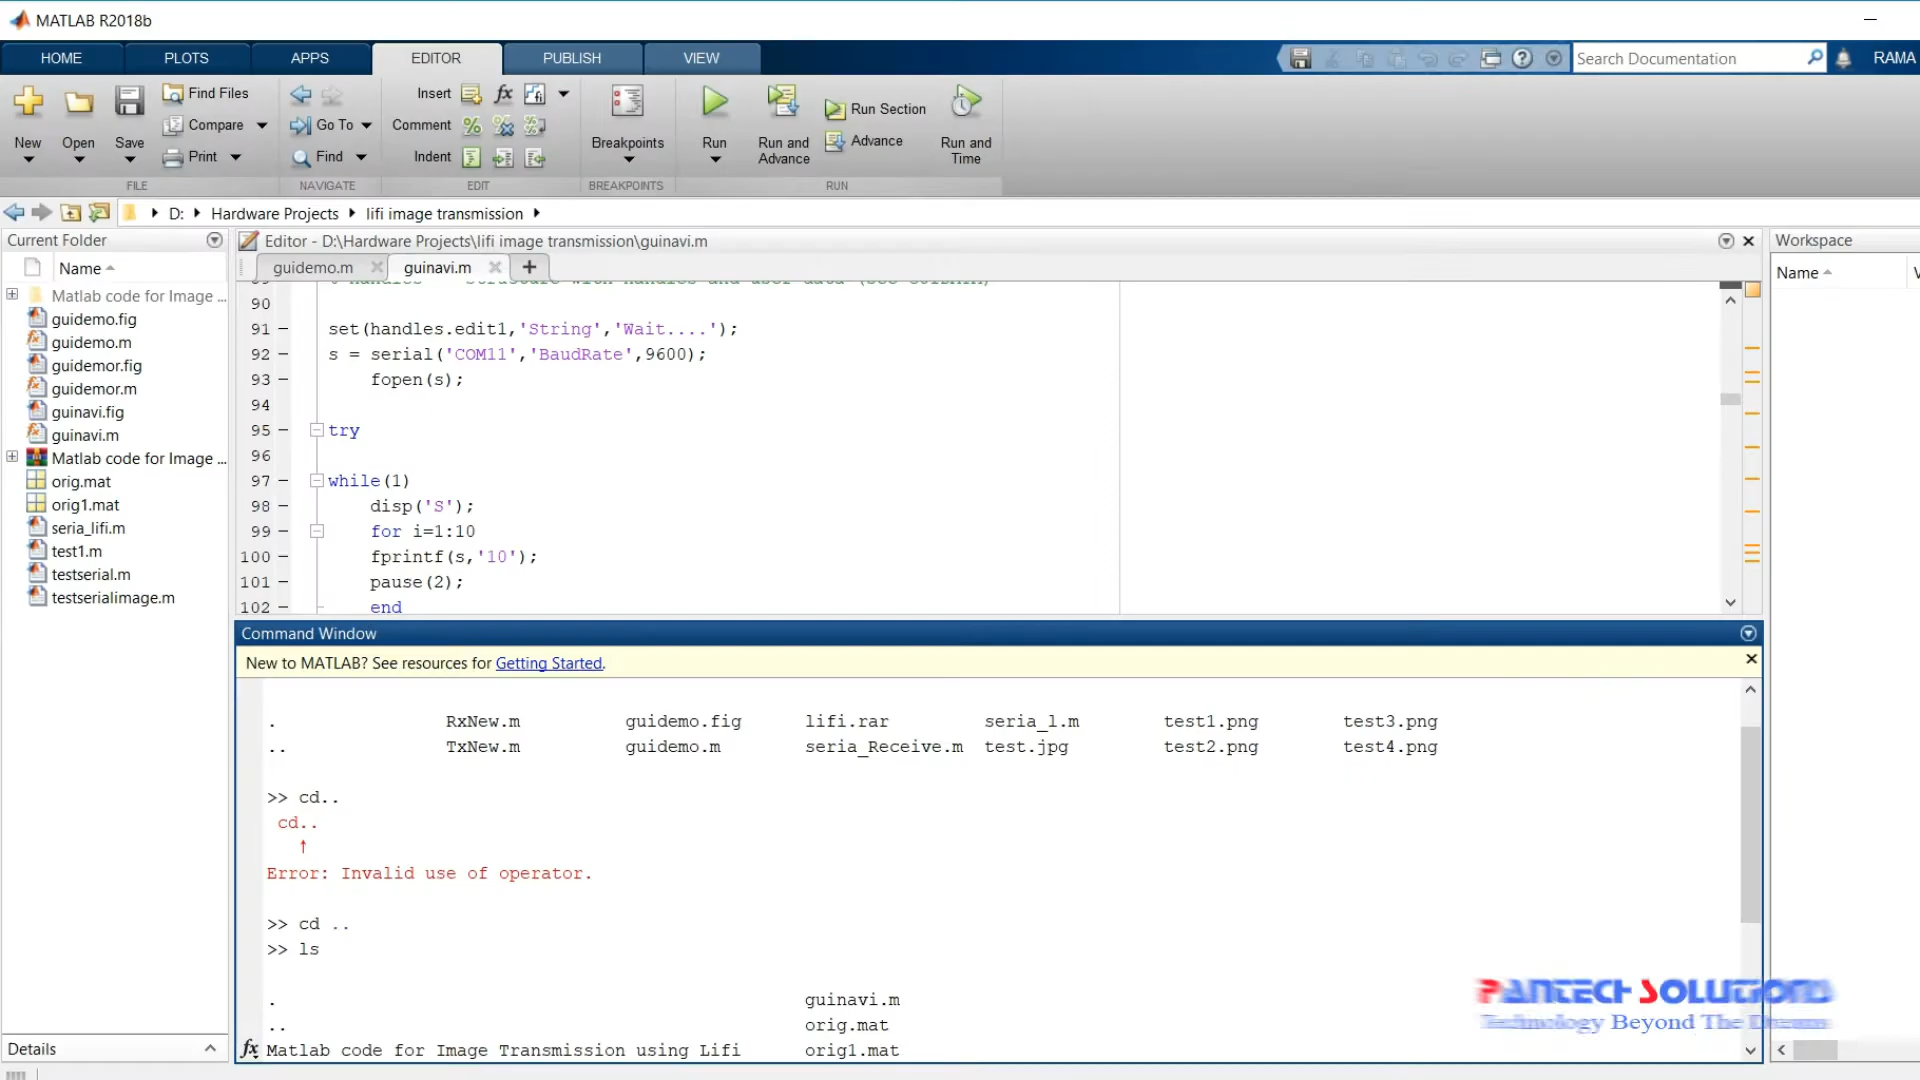 MATLAB R2018b
HOME PLOTS APPS EDITOR PUBLISH VIEW Search Documentation RAMA
New Open Save Find Files Compare Print
FILE
Go To Find
NAVIGATE
Insert fx
Comment
Indent
EDIT
Breakpoints
BREAKPOINTS
Run Run and Advance Run Section Advance Run and Time
RUN
D: Hardware Projects lifi image transmission
Current Folder
Name
Matlab code for Image ...
guidemo.fig
guidemo.m
guidemor.fig
guidemor.m
guinavi.fig
guinavi.m
Matlab code for Image ...
orig.mat
orig1.mat
seria_lifi.m
test1.m
testserial.m
testserialimage.m
Details
Editor - D:\Hardware Projects\lifi image transmission\guinavi.m
guidemo.m guinavi.m
90
91 set(handles.edit1,'String','Wait....');
92 s = serial('COM11','BaudRate',9600);
93 fopen(s);
94
95 try
96
97 while(1)
98 disp('S');
99 for i=1:10
100 fprintf(s,'10');
101 pause(2);
102 end
Workspace
Name
Command Window
New to MATLAB? See resources for Getting Started.
. RxNew.m guidemo.fig lifi.rar seria_l.m test1.png test3.png
.. TxNew.m guidemo.m seria_Receive.m test.jpg test2.png test4.png
>> cd..
cd..
↑
Error: Invalid use of operator.
>> cd ..
>> ls
. guinavi.m
.. orig.mat
fx Matlab code for Image Transmission using Lifi orig1.mat
PANTECH SOLUTIONS
Technology Beyond The Dreams